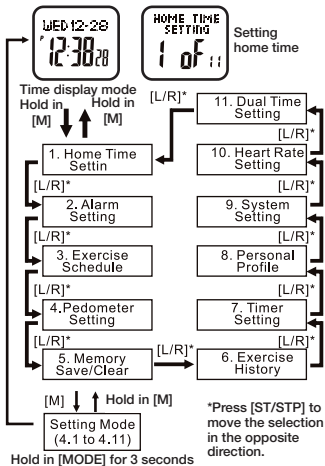 WED 12-28
P 12:38 28
HOME TIME
SETTING
1 oF 11
Setting
home time
Time display mode
Hold in
[M]
Hold in
[M]
[L/R]*
1. Home Time
Settin
11. Dual Time
Setting
[L/R]*
[L/R]*
2. Alarm
Setting
10. Heart Rate
Setting
[L/R]*
[L/R]*
3. Exercise
Schedule
9. System
Setting
[L/R]*
[L/R]*
4.Pedometer
Setting
8. Personal
Profile
[L/R]*
[L/R]*
5. Memory
Save/Clear
7. Timer
Setting
[L/R]*
[L/R]*
6. Exercise
History
[M]
Hold in [M]
Setting Mode
(4.1 to 4.11)
Hold in [MODE] for 3 seconds
*Press [ST/STP] to
move the selection
in the opposite
direction.